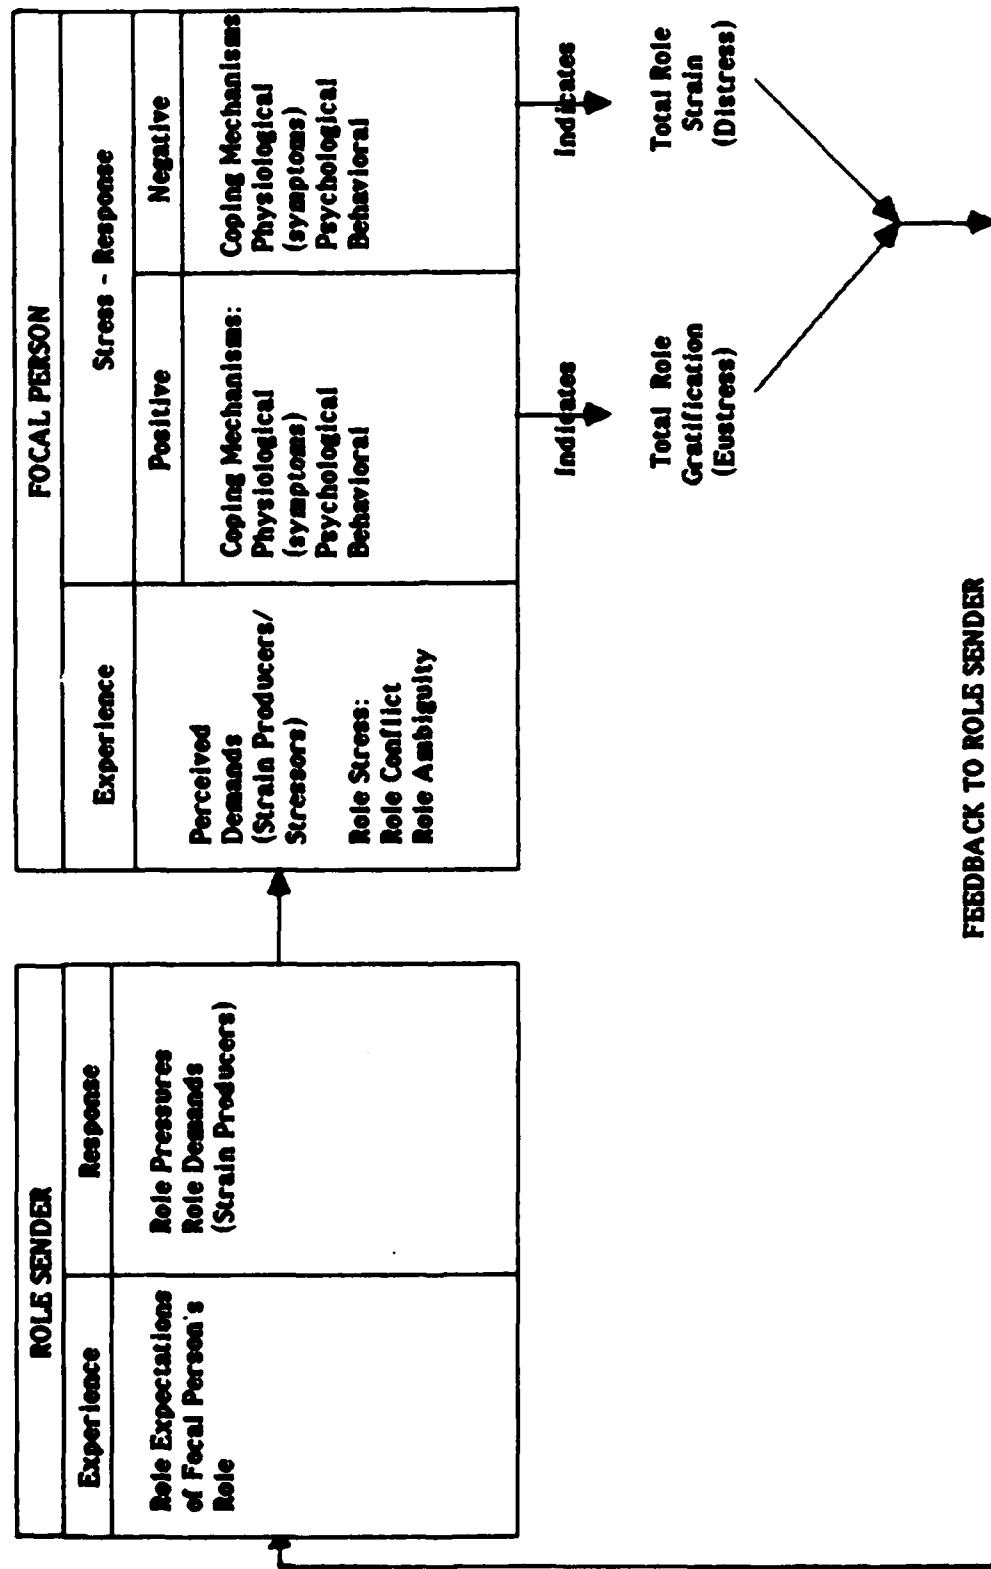 ROLE SENDER
Experience
Response
Role Expectations
of Focal Person's
Role
Role Pressures
Role Demands
(Strain Producers)
FOCAL PERSON
Experience
Stress - Response
Positive
Negative
Perceived
Demands
(Strain Producers/
Stressors)
Role Stress:
Role Conflict
Role Ambiguity
Coping Mechanisms:
Physiological
(symptoms)
Psychological
Behavioral
Coping Mechanisms
Physiological
(symptoms)
Psychological
Behavioral
Indicates
Indicates
Total Role
Gratification
(Eustress)
Total Role
Strain
(Distress)
FEEDBACK TO ROLE SENDER